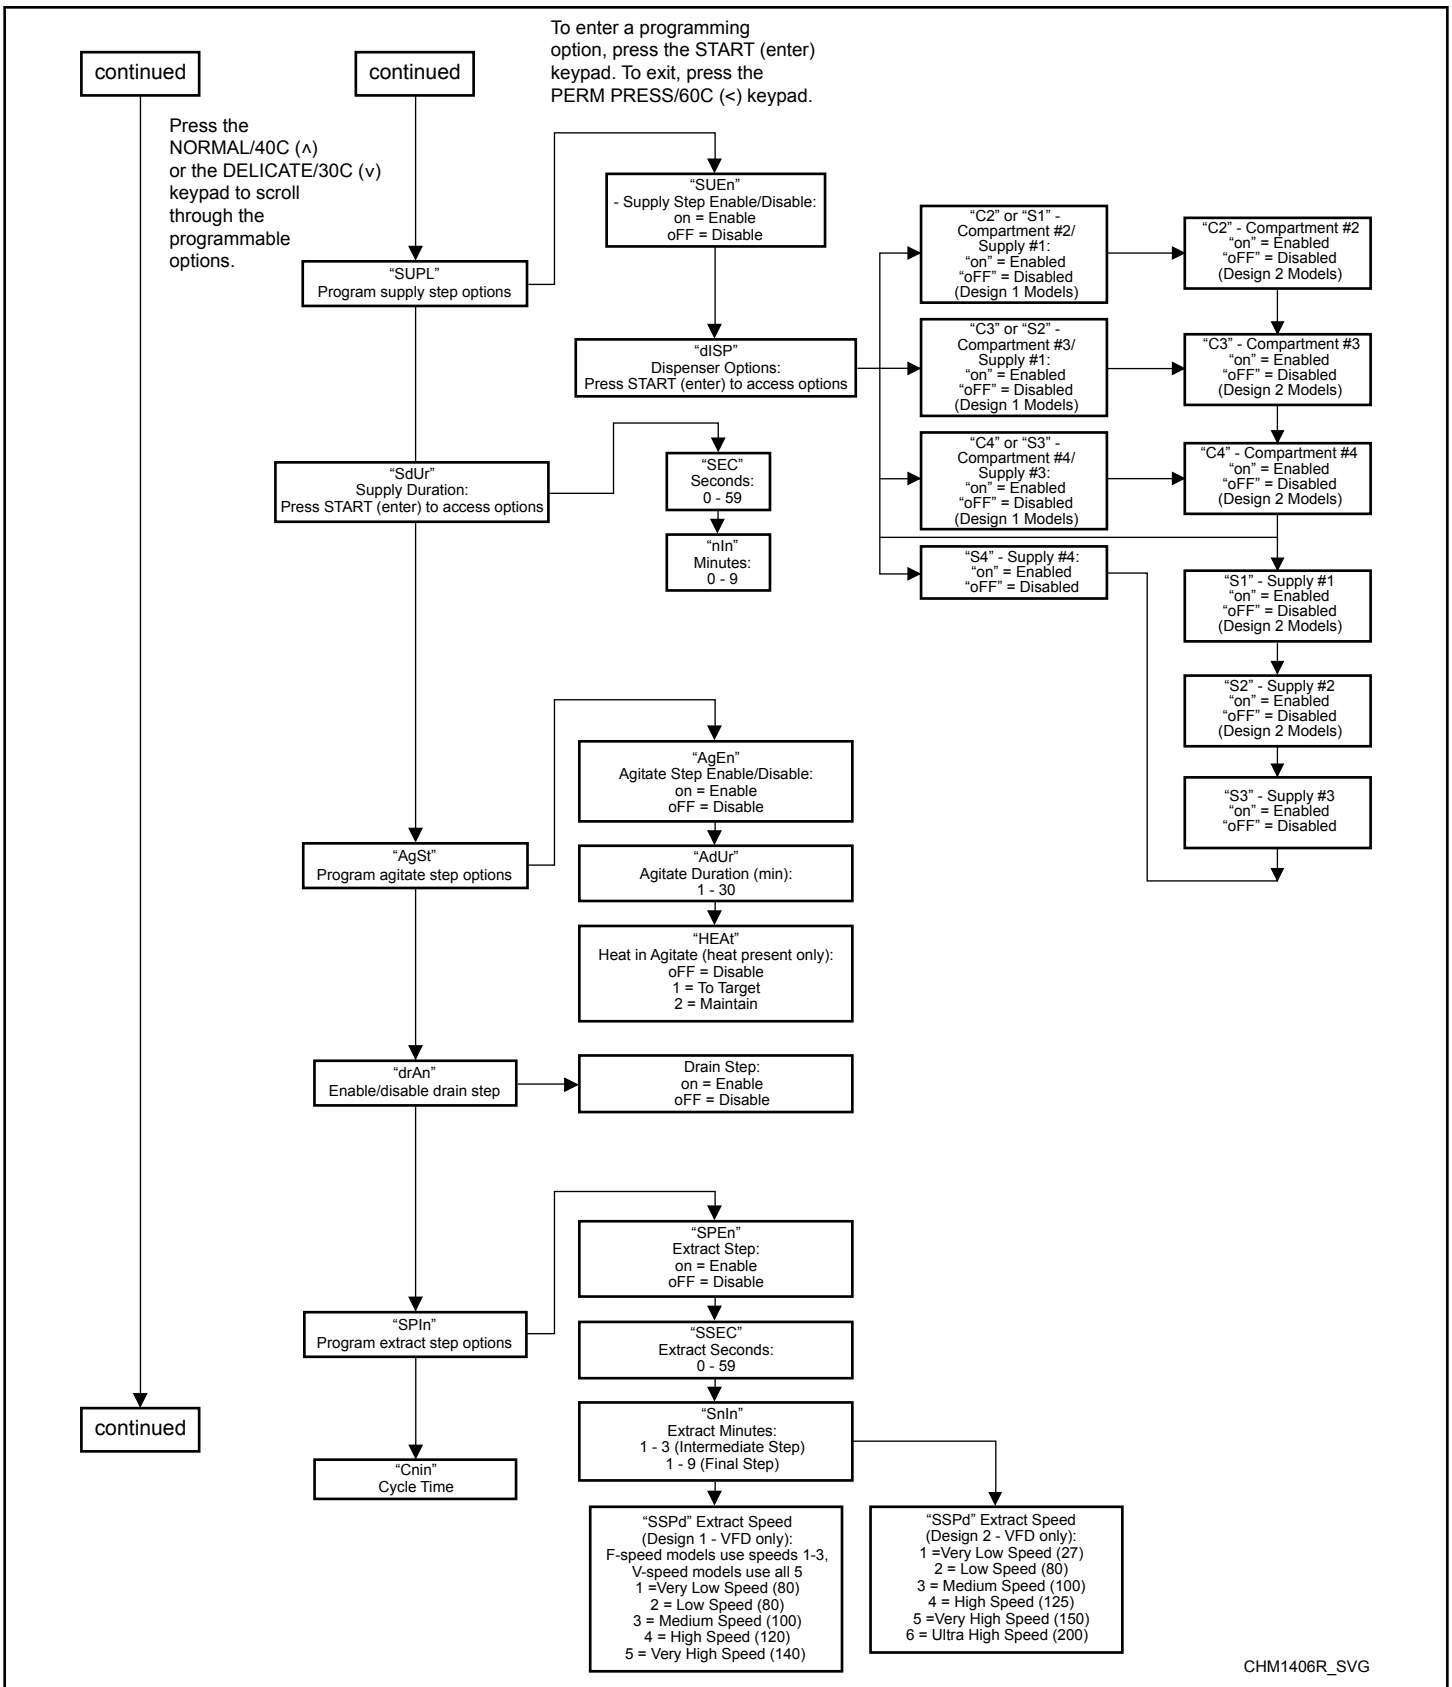 continued
continued
To enter a programming
option, press the START (enter)
keypad. To exit, press the
PERM PRESS/60C (<) keypad.
Press the
NORMAL/40C (˄)
or the DELICATE/30C (˅)
keypad to scroll
through the
programmable
options.
“SUPL”
Program supply step options
“SUEn”
- Supply Step Enable/Disable:
on = Enable
oFF = Disable
“dISP”
Dispenser Options:
Press START (enter) to access options
“C2” or “S1” -
Compartment #2/
Supply #1:
“on” = Enabled
“oFF” = Disabled
(Design 1 Models)
“C2” - Compartment #2
“on” = Enabled
“oFF” = Disabled
(Design 2 Models)
“C3” or “S2” -
Compartment #3/
Supply #1:
“on” = Enabled
“oFF” = Disabled
(Design 1 Models)
“C3” - Compartment #3
“on” = Enabled
“oFF” = Disabled
(Design 2 Models)
“C4” or “S3” -
Compartment #4/
Supply #3:
“on” = Enabled
“oFF” = Disabled
(Design 1 Models)
“C4” - Compartment #4
“on” = Enabled
“oFF” = Disabled
(Design 2 Models)
“S4” - Supply #4:
“on” = Enabled
“oFF” = Disabled
“S1” - Supply #1
“on” = Enabled
“oFF” = Disabled
(Design 2 Models)
“S2” - Supply #2
“on” = Enabled
“oFF” = Disabled
(Design 2 Models)
“S3” - Supply #3
“on” = Enabled
“oFF” = Disabled
“SdUr”
Supply Duration:
Press START (enter) to access options
“SEC”
Seconds:
0 - 59
“nIn”
Minutes:
0 - 9
“AgSt”
Program agitate step options
“AgEn”
Agitate Step Enable/Disable:
on = Enable
oFF = Disable
“AdUr”
Agitate Duration (min):
1 - 30
“HEAt”
Heat in Agitate (heat present only):
oFF = Disable
1 = To Target
2 = Maintain
“drAn”
Enable/disable drain step
Drain Step:
on = Enable
oFF = Disable
“SPIn”
Program extract step options
“SPEn”
Extract Step:
on = Enable
oFF = Disable
“SSEC”
Extract Seconds:
0 - 59
“SnIn”
Extract Minutes:
1 - 3 (Intermediate Step)
1 - 9 (Final Step)
continued
“Cnin”
Cycle Time
“SSPd” Extract Speed
(Design 1 - VFD only):
F-speed models use speeds 1-3,
V-speed models use all 5
1 =Very Low Speed (80)
2 = Low Speed (80)
3 = Medium Speed (100)
4 = High Speed (120)
5 = Very High Speed (140)
“SSPd” Extract Speed
(Design 2 - VFD only):
1 =Very Low Speed (27)
2 = Low Speed (80)
3 = Medium Speed (100)
4 = High Speed (125)
5 =Very High Speed (150)
6 = Ultra High Speed (200)
CHM1406R_SVG